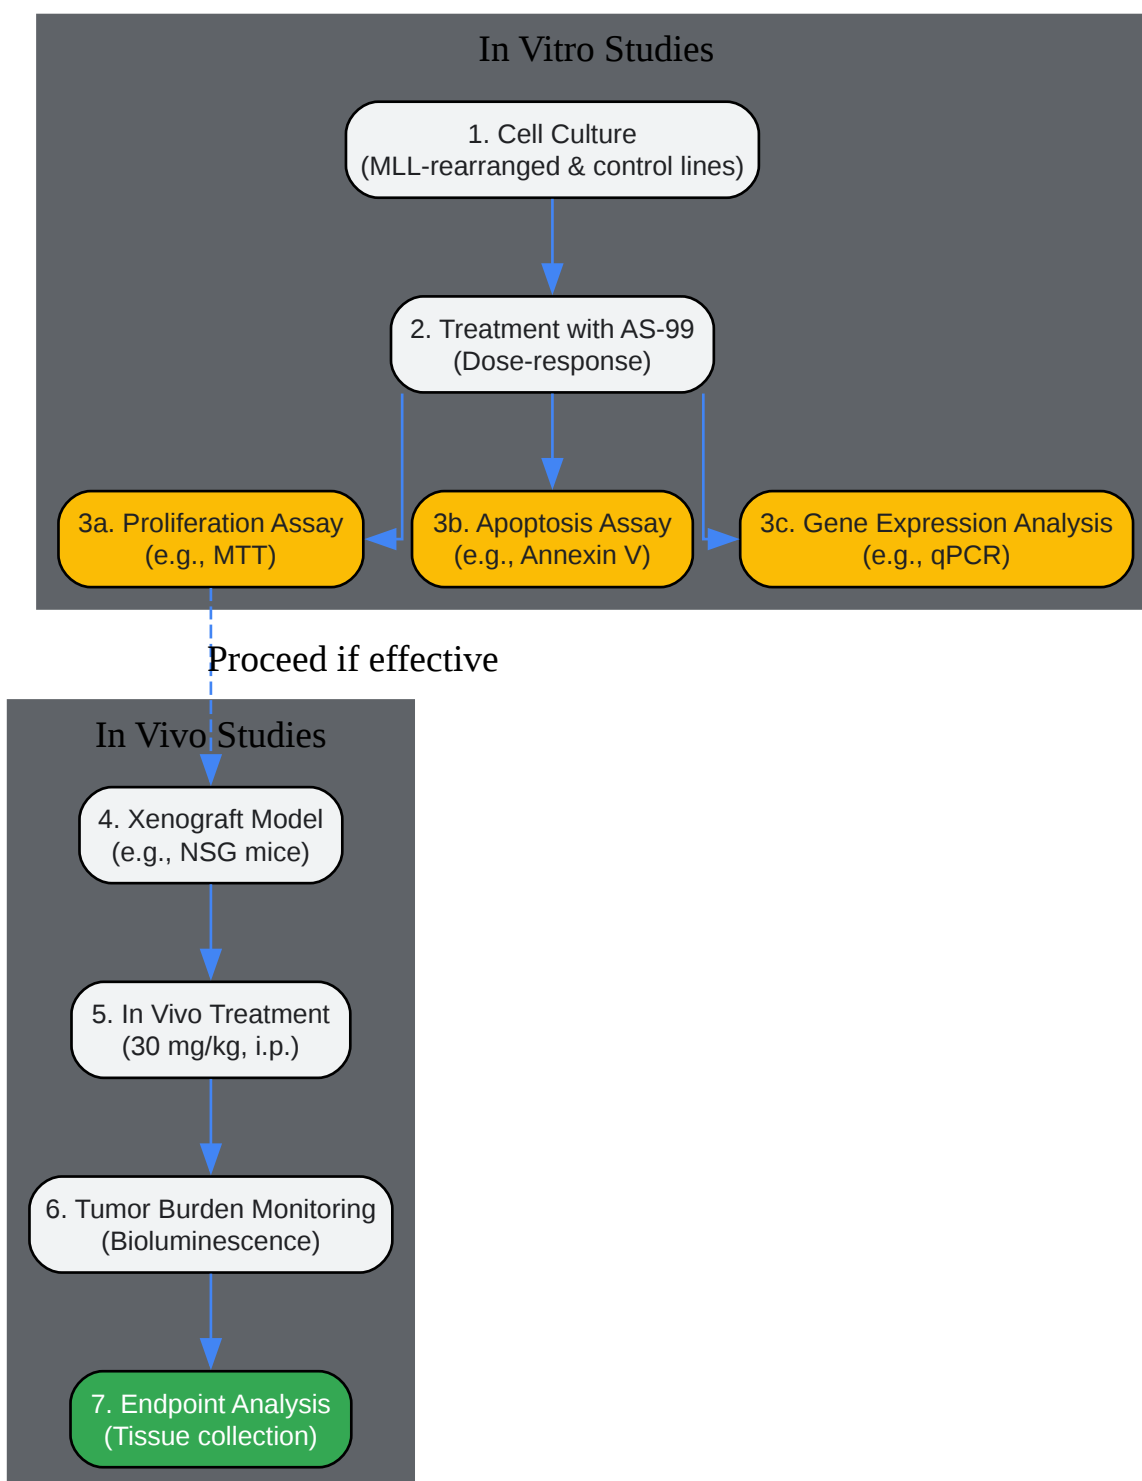 In Vitro Studies
1. Cell Culture
(MLL-rearranged & control lines)
2. Treatment with AS-99
(Dose-response)
3a. Proliferation Assay
(e.g., MTT)
3b. Apoptosis Assay
(e.g., Annexin V)
3c. Gene Expression Analysis
(e.g., qPCR)
Proceed if effective
In Vivo Studies
4. Xenograft Model
(e.g., NSG mice)
5. In Vivo Treatment
(30 mg/kg, i.p.)
6. Tumor Burden Monitoring
(Bioluminescence)
7. Endpoint Analysis
(Tissue collection)